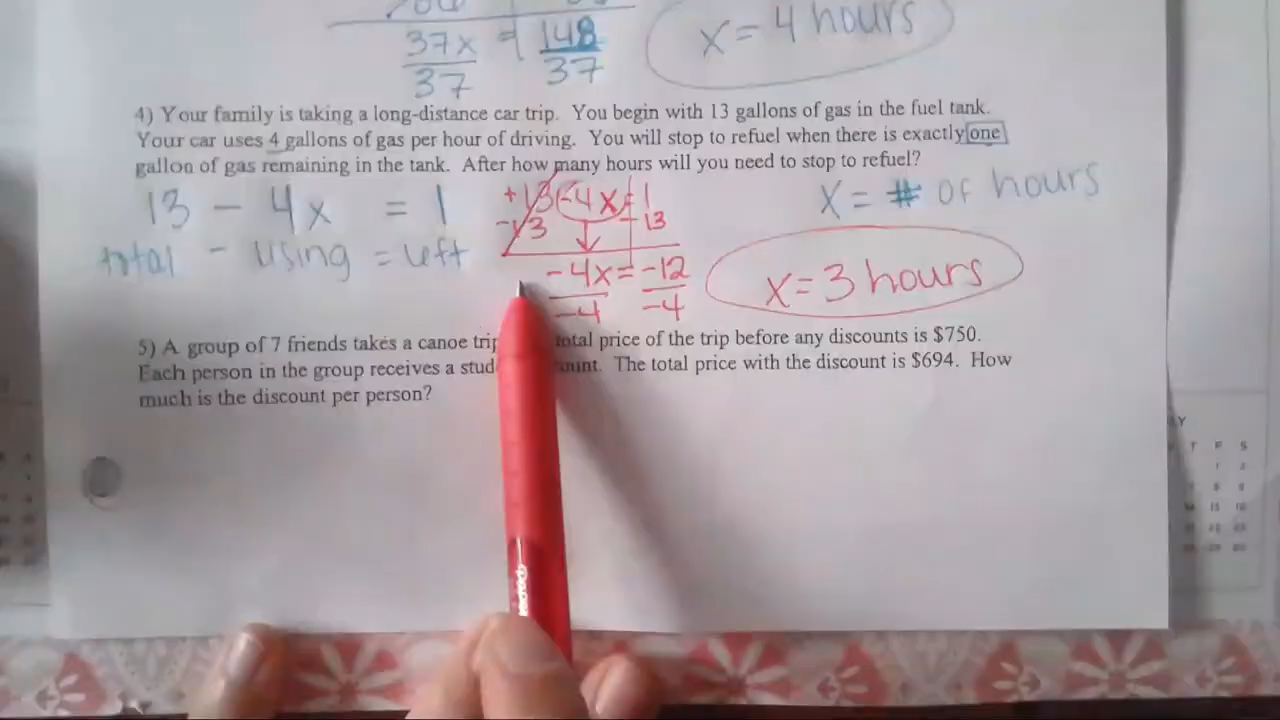 37x = 148
37 37
x = 4 hours
4) Your family is taking a long-distance car trip. You begin with 13 gallons of gas in the fuel tank.
Your car uses 4 gallons of gas per hour of driving. You will stop to refuel when there is exactly one
gallon of gas remaining in the tank. After how many hours will you need to stop to refuel?
13 - 4x = 1
total - using = left
+13 -4x = 1
-13 -13
-4x = -12
-4 -4
x = # of hours
x = 3 hours
5) A group of 7 friends takes a canoe trip total price of the trip before any discounts is $750.
Each person in the group receives a stud ount. The total price with the discount is $694. How
much is the discount per person?
Y
T F S